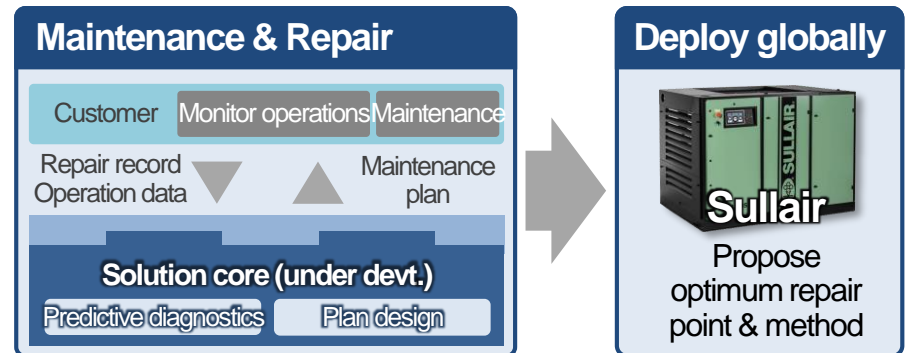 Maintenance & Repair
Customer
Monitor operations
Maintenance
Repair record
Operation data
Maintenance
plan
Solution core (under devt.)
Predictive diagnostics
Plan design
Deploy globally
SULLAIR
Sullair
Propose
optimum repair
point & method